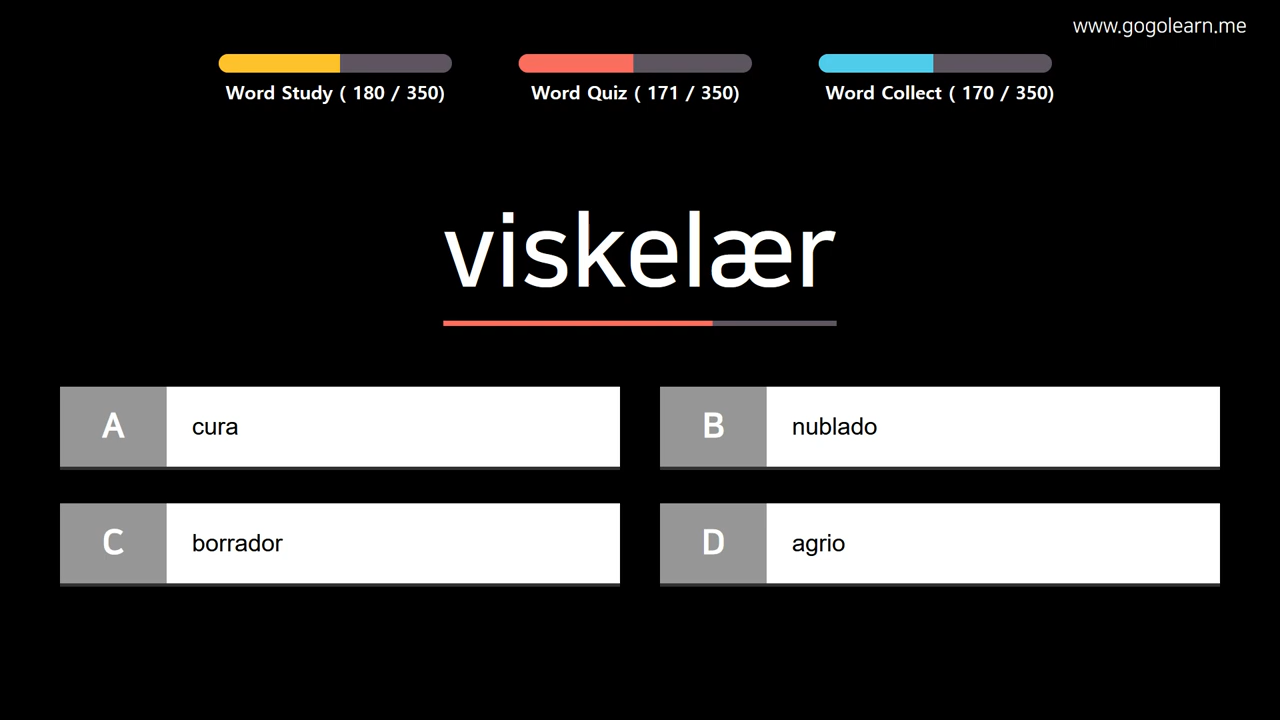 www.gogolearn.me
Word Study ( 180 / 350)
Word Quiz ( 171 / 350)
Word Collect ( 170 / 350)
viskelær
A cura
B nublado
C borrador
D agrio